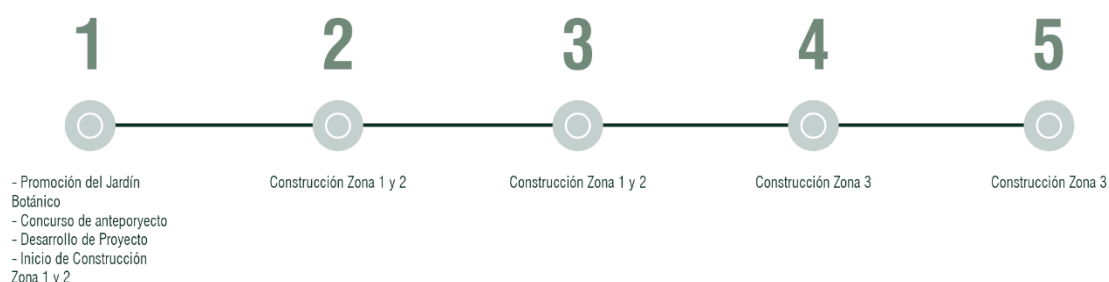 1
2
3
4
5
- Promoción del Jardín
Botánico
- Concurso de anteporyecto
- Desarrollo de Proyecto
- Inicio de Construcción
Zona 1 y 2
Construcción Zona 1 y 2
Construcción Zona 1 y 2
Construcción Zona 3
Construcción Zona 3